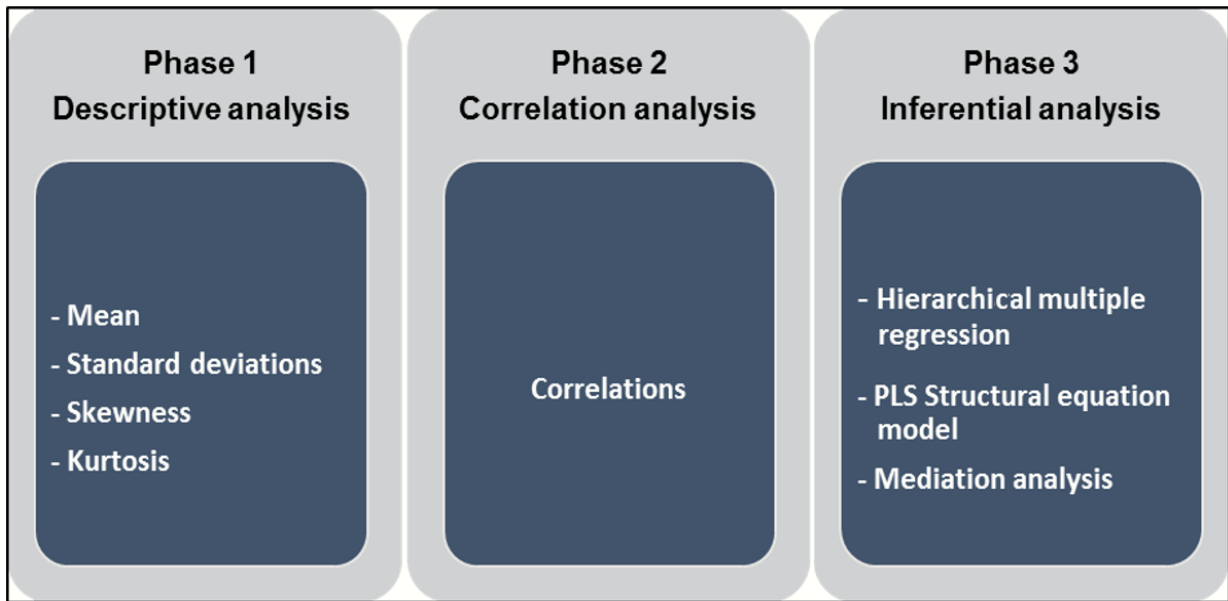 Phase 1
Descriptive analysis
- Mean
- Standard deviations
- Skewness
- Kurtosis
Phase 2
Correlation analysis
Correlations
Phase 3
Inferential analysis
- Hierarchical multiple
regression
- PLS Structural equation
model
- Mediation analysis